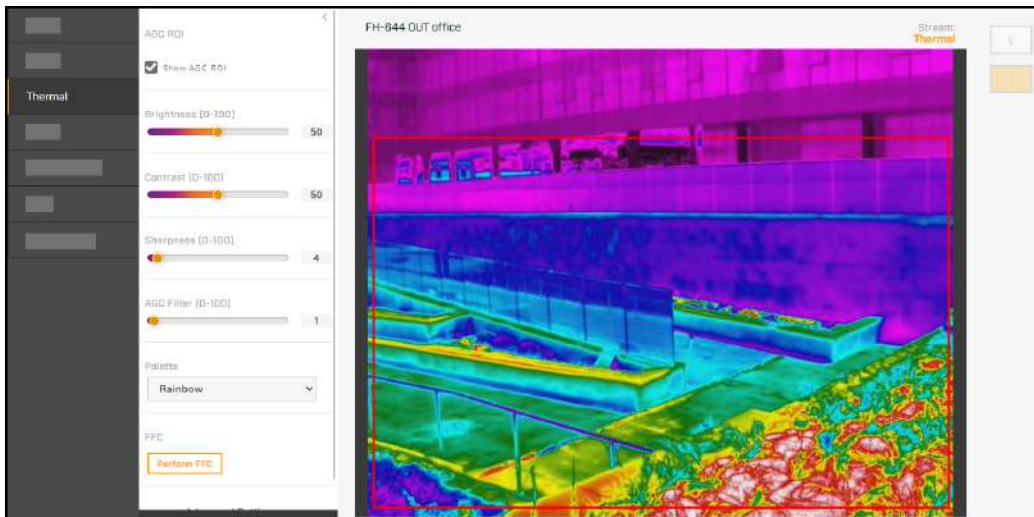 AGC ROI
Show AGC ROI
Thermal
Brightness [0-100]
50
Contrast [0-100]
50
Sharpness [0-100]
4
AGC Filter [0-100]
1
Palette
Rainbow
FFC
Perform FFC
FH-644 OUT office
Stream:
Thermal